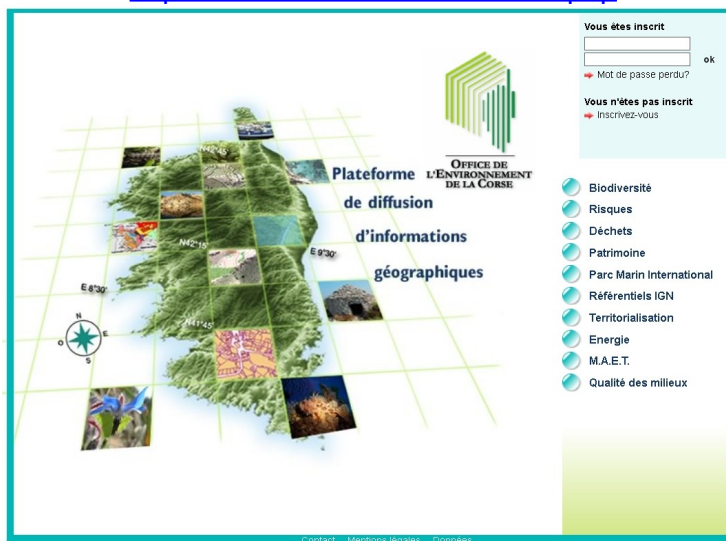 Vous êtes inscrit
ok
Mot de passe perdu?
Vous n'êtes pas inscrit
Inscrivez-vous
OFFICE DE
L'ENVIRONNEMENT
DE LA CORSE
Plateforme
de diffusion
d'informations
géographiques
N42°45'
N42°15'
E 9°30'
E 8°30'
N41°45'
N
O
E
S
Biodiversité
Risques
Déchets
Patrimoine
Parc Marin International
Référentiels IGN
Territorialisation
Energie
M.A.E.T.
Qualité des milieux
Contact
Mentions légales
Données